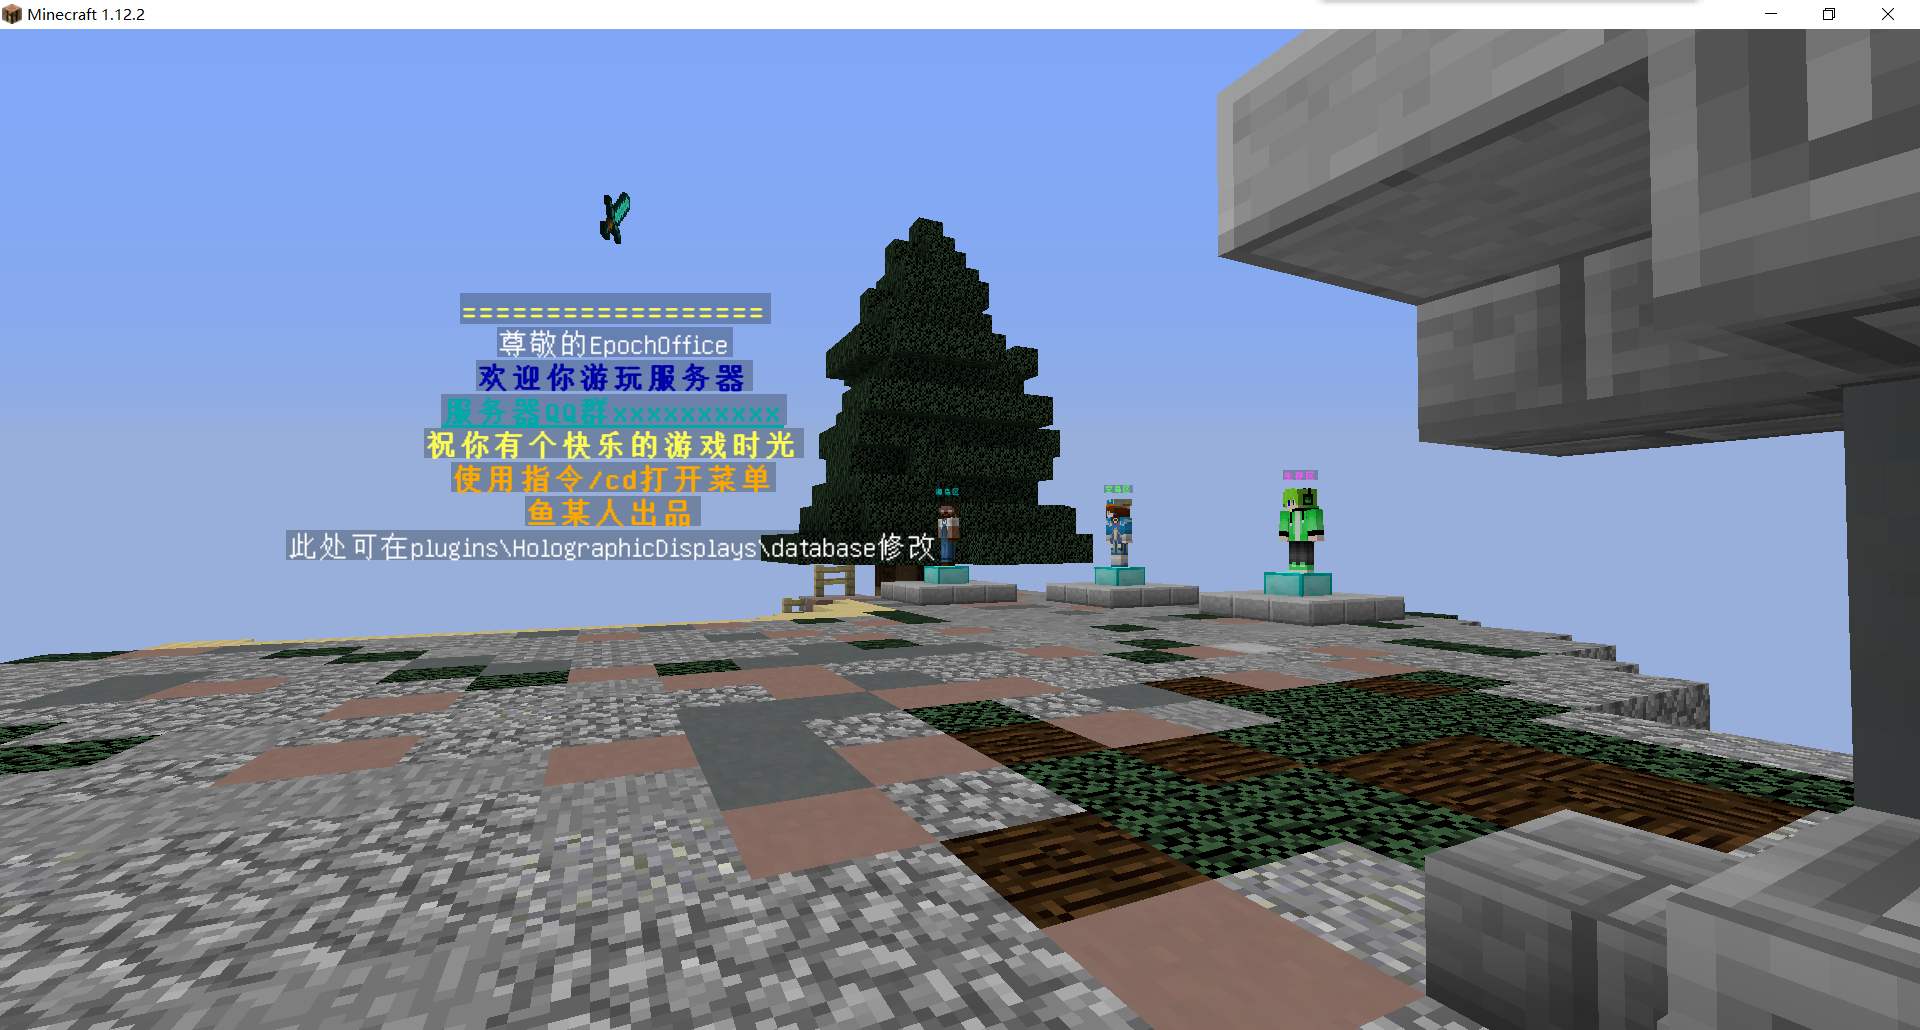 Minecraft 1.12.2
==================
尊敬的EpochOffice
欢迎你游玩服务器
服务器QQ群xxxxxxxxxx
祝你有个快乐的游戏时光
使用指令/cd打开菜单
鱼某人出品
此处可在plugins\HolographicDisplays\database修改
生存区